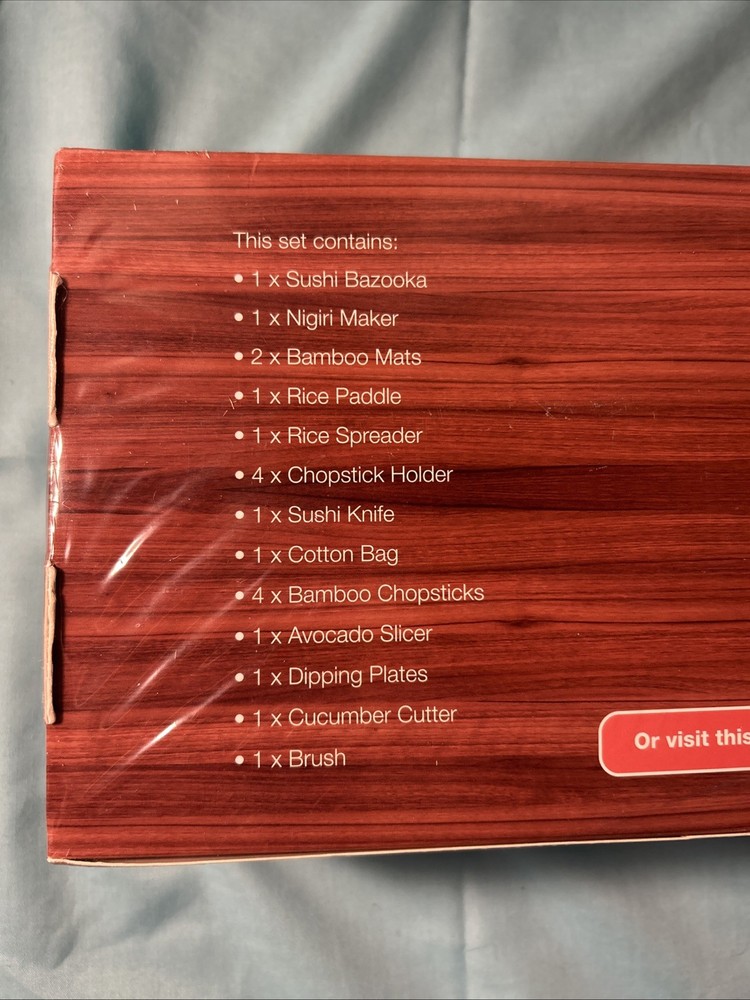 This set contains:
• 1 x Sushi Bazooka
• 1 x Nigiri Maker
• 2 x Bamboo Mats
• 1 x Rice Paddle
• 1 x Rice Spreader
• 4 x Chopstick Holder
• 1 x Sushi Knife
• 1 x Cotton Bag
• 4 x Bamboo Chopsticks
• 1 x Avocado Slicer
• 1 x Dipping Plates
• 1 x Cucumber Cutter
• 1 x Brush
Or visit this